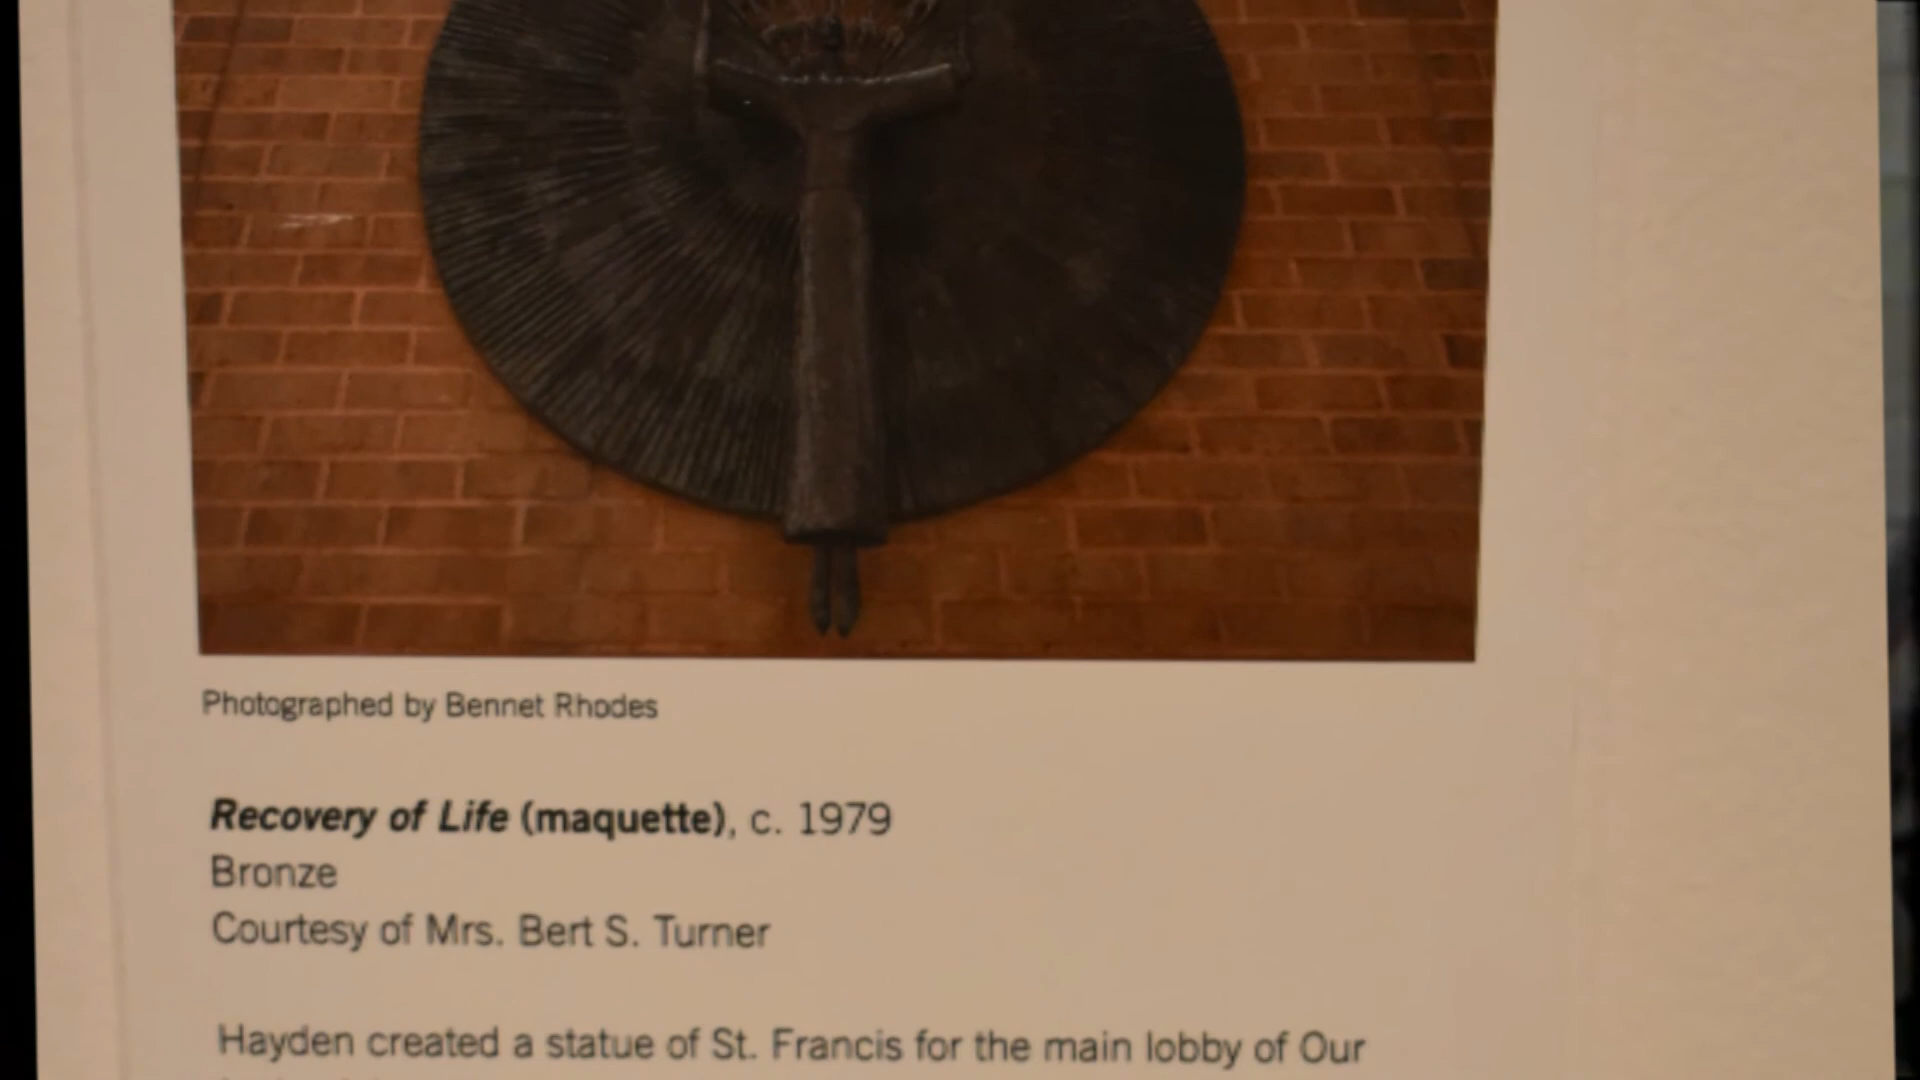 Photographed by Bennet Rhodes
Recovery of Life (maquette), c. 1979
Bronze
Courtesy of Mrs. Bert S. Turner
Hayden created a statue of St. Francis for the main lobby of Our